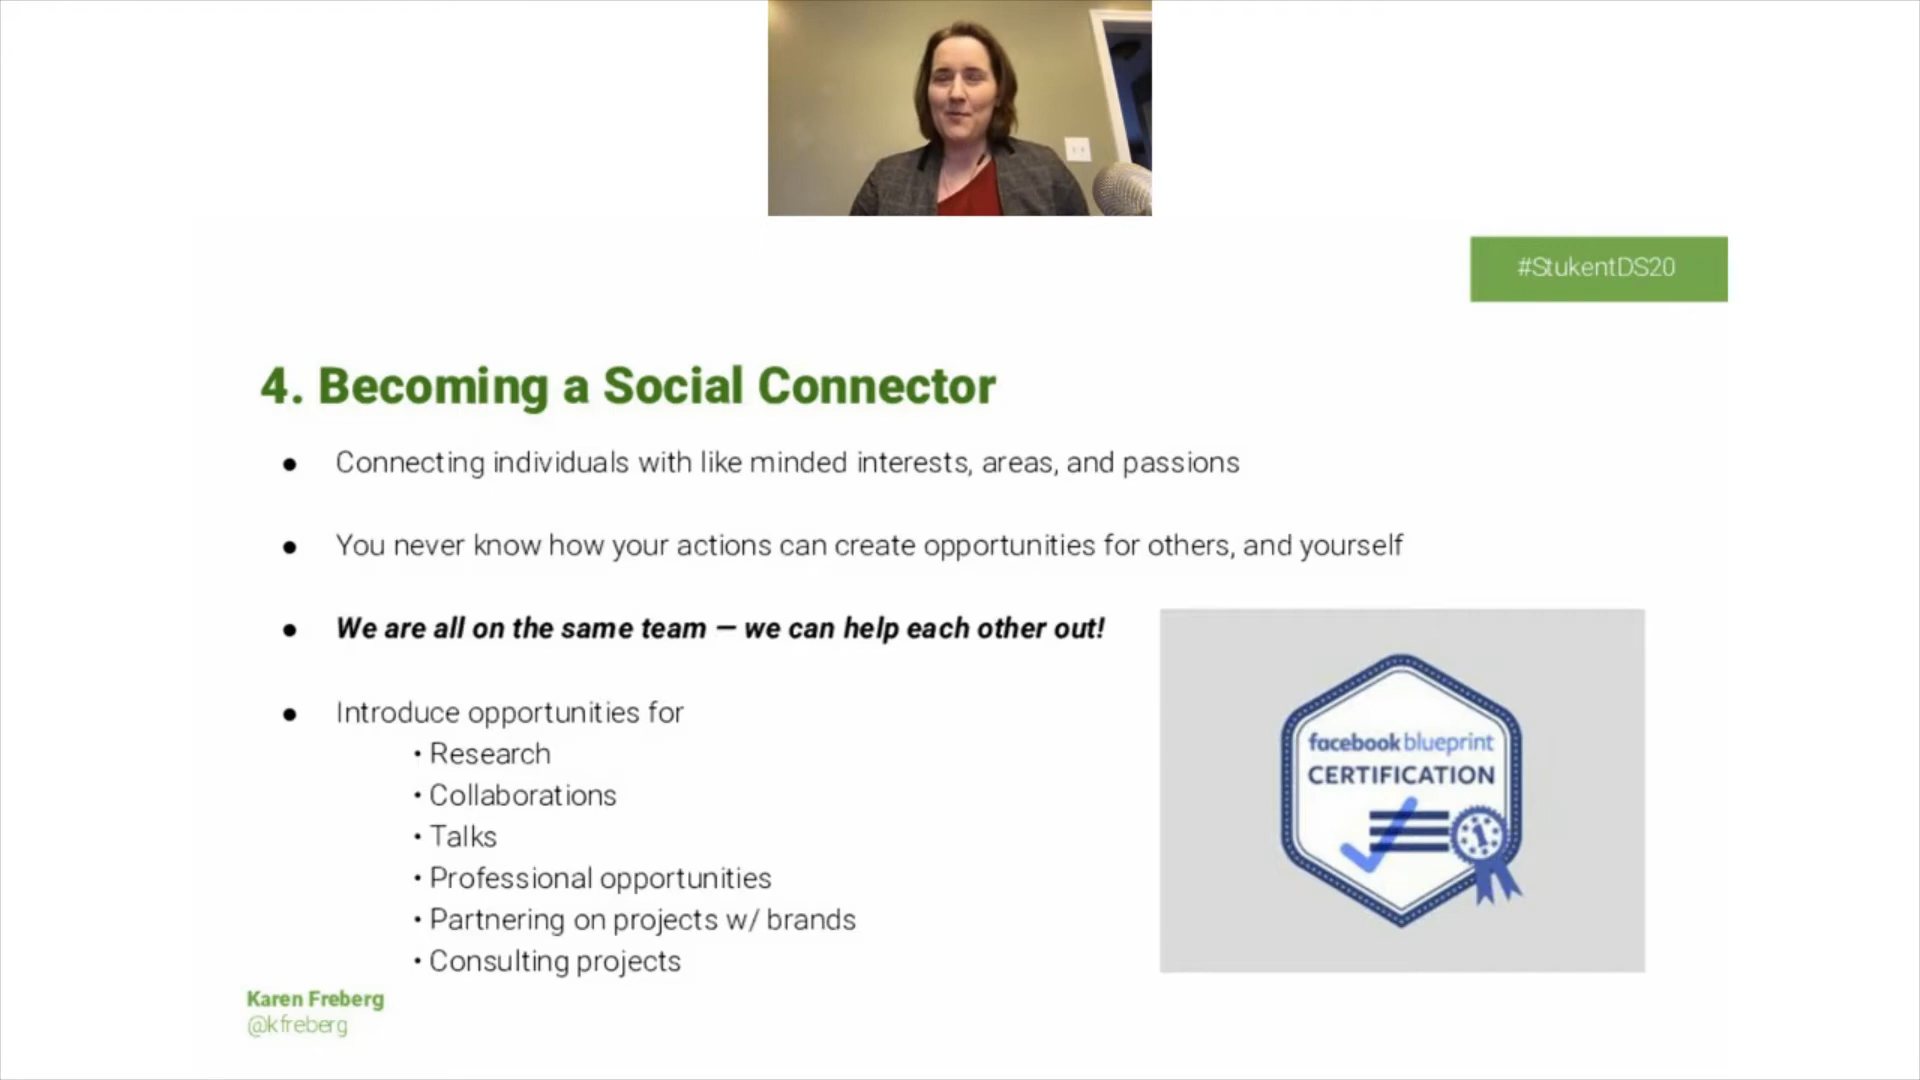 #StukentDS20
4. Becoming a Social Connector
● Connecting individuals with like minded interests, areas, and passions
● You never know how your actions can create opportunities for others, and yourself
● We are all on the same team — we can help each other out!
● Introduce opportunities for
• Research
• Collaborations
• Talks
• Professional opportunities
• Partnering on projects w/ brands
• Consulting projects
facebook blueprint
CERTIFICATION
1
Karen Freberg
@kfreberg